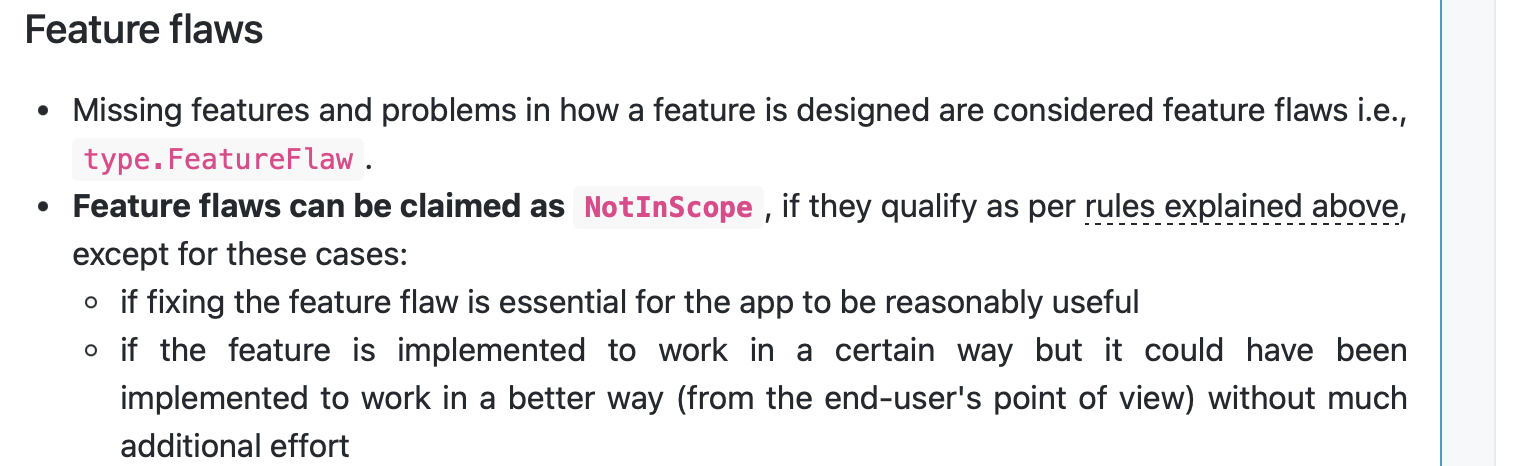 Feature flaws
• Missing features and problems in how a feature is designed are considered feature flaws i.e.,
type.FeatureFlaw .
• Feature flaws can be claimed as NotInScope , if they qualify as per rules explained above,
except for these cases:
◦ if fixing the feature flaw is essential for the app to be reasonably useful
◦ if the feature is implemented to work in a certain way but it could have been
implemented to work in a better way (from the end-user's point of view) without much
additional effort